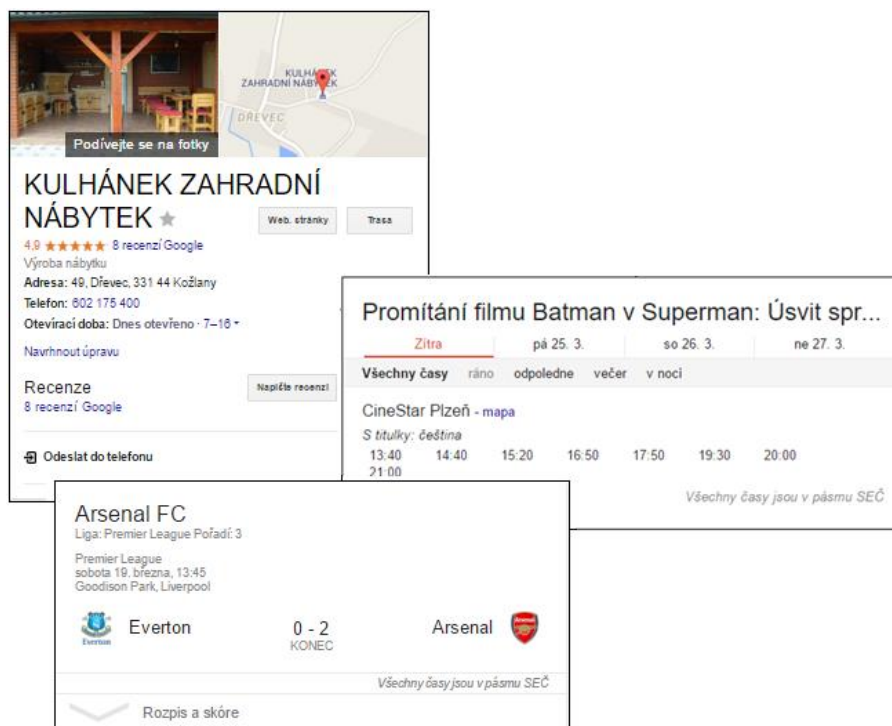 KULHÁNEK
ZAHRADNÍ NÁBYTEK
DŘEVEC
Podívejte se na fotky
KULHÁNEK ZAHRADNÍ
NÁBYTEK
Web. stránky
Trasa
4,9 8 recenzí Google
Výroba nábytku
Adresa: 49, Dřevec, 331 44 Kožlany
Telefon: 602 175 400
Otevírací doba: Dnes otevřeno · 7–16
Navrhnout úpravu
Recenze
Napište recenzi
8 recenzí Google
Odeslat do telefonu
Promítání filmu Batman v Superman: Úsvit spr...
Zítra pá 25. 3. so 26. 3. ne 27. 3.
Všechny časy ráno odpoledne večer v noci
CineStar Plzeň - mapa
S titulky: čeština
13:40 14:40 15:20 16:50 17:50 19:30 20:00
21:00
Všechny časy jsou v pásmu SEČ
Arsenal FC
Liga: Premier League Pořadí: 3
Premier League
sobota 19. března, 13:45
Goodison Park, Liverpool
Everton
Everton 0 - 2 Arsenal
Arsenal
KONEC
Všechny časy jsou v pásmu SEČ
Rozpis a skóre